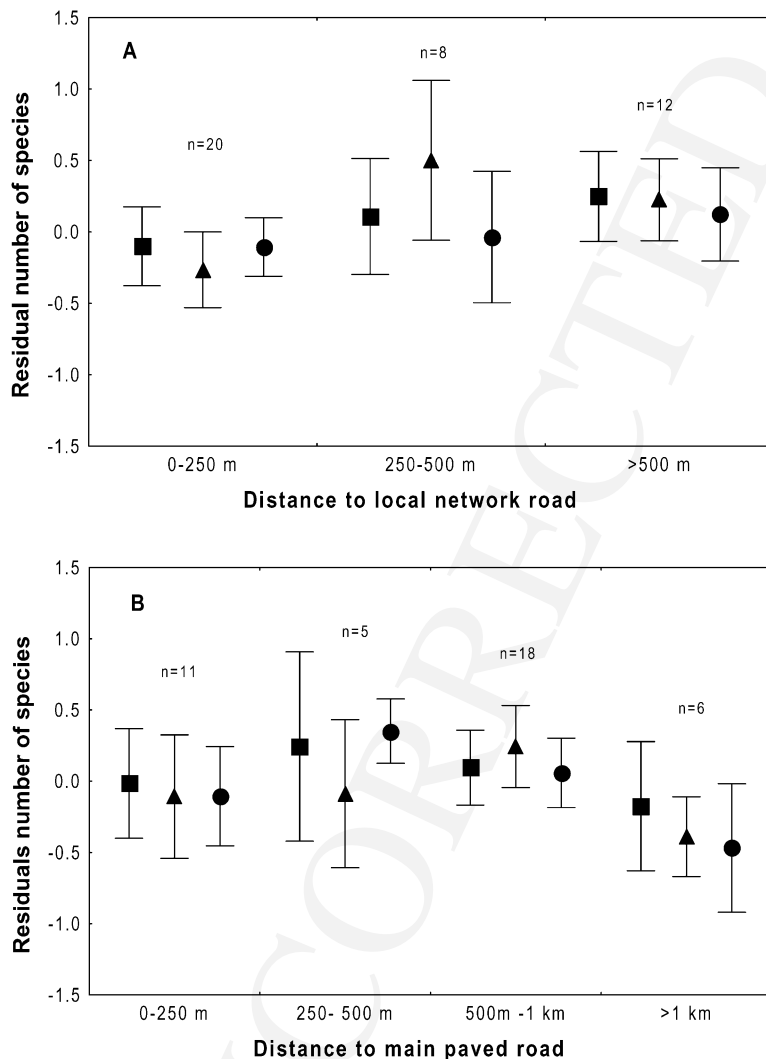 1.5
A
n=8
n=12
1.0
n=20
0.5
0.0
-0.5
-1.0
-1.5
Residual number of species
0-250 m
250-500 m
>500 m
Distance to local network road
1.5
B
n=5
n=18
1.0
n=11
n=6
0.5
0.0
-0.5
-1.0
-1.5
Residuals number of species
0-250 m
250- 500 m
500m -1 km
>1 km
Distance to main paved road
CORRECTED